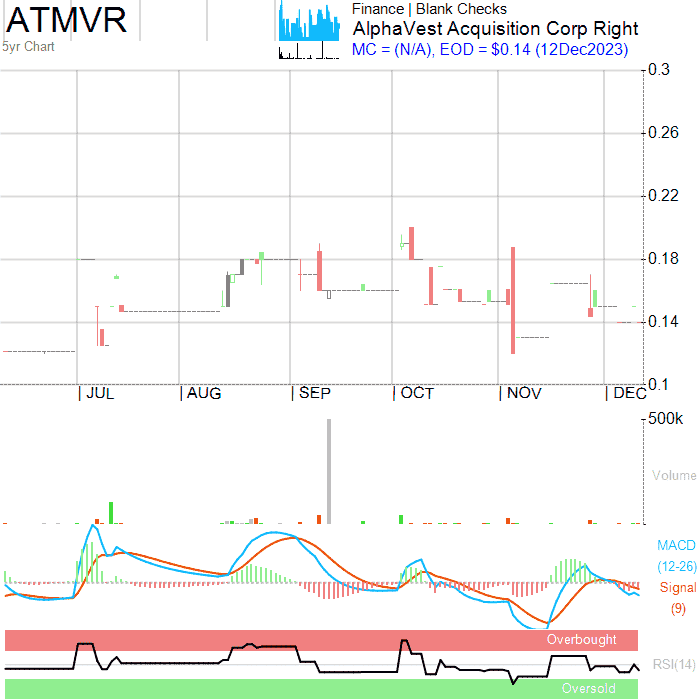 ATMVR
5yr Chart
Finance | Blank Checks
AlphaVest Acquisition Corp Right
MC = (N/A), EOD = $0.14 (12Dec2023)
0.3
0.26
0.22
0.18
0.14
0.1
| JUL | AUG | SEP | OCT | NOV | DEC
500k
Volume
MACD
(12-26)
Signal
(9)
Overbought
RSI(14)
Oversold